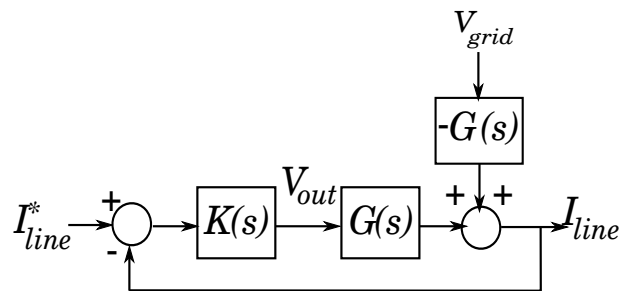 V_grid
-G(s)
+ + +
I*_line
K(s)
V_out
G(s)
I_line
-